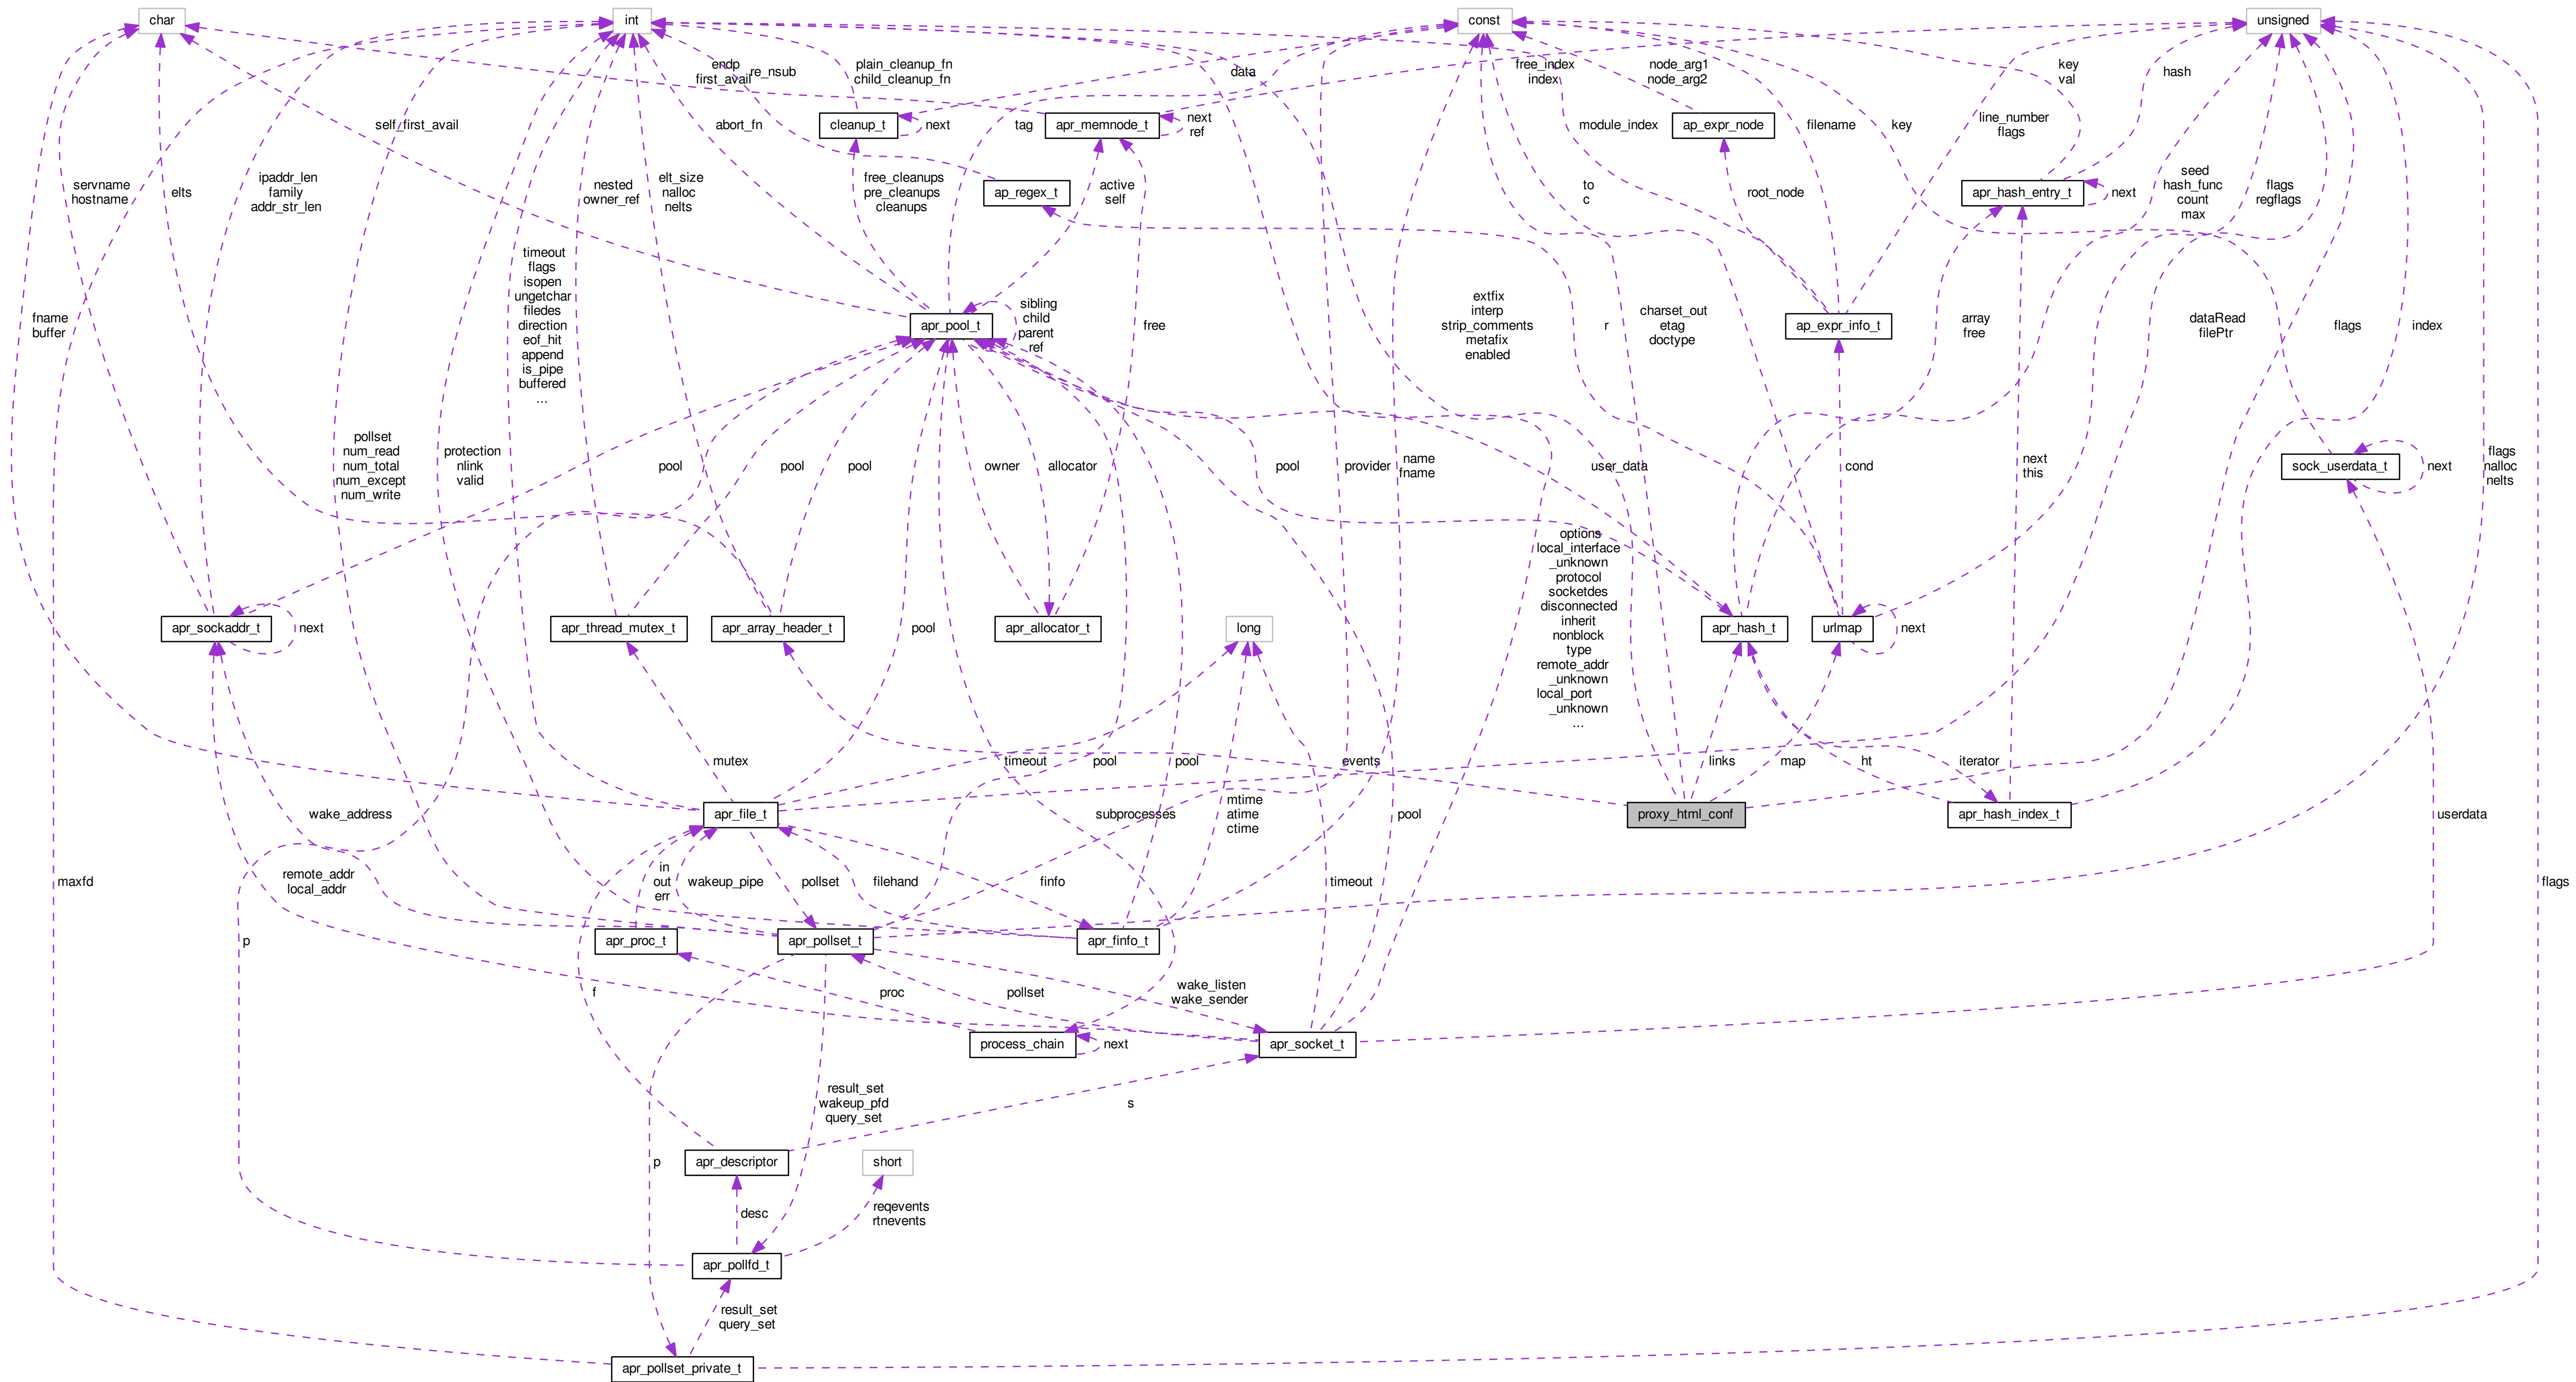 char
int
const
unsigned
endp
first_avail
re_nsub
plain_cleanup_fn
child_cleanup_fn
data
free_index
index
node_arg1
node_arg2
key
val
hash
self_first_avail
abort_fn
cleanup_t
next
tag
apr_memnode_t
next
ref
module_index
ap_expr_node
filename
key
line_number
flags
servname
hostname
elts
ipaddr_len
family
addr_str_len
nested
owner_ref
elt_size
nalloc
nelts
free_cleanups
pre_cleanups
cleanups
ap_regex_t
active
self
to
c
root_node
apr_hash_entry_t
next
seed
hash_func
count
max
flags
regflags
fname
buffer
timeout
flags
isopen
ungetchar
filedes
direction
eof_hit
append
is_pipe
buffered
...
apr_pool_t
sibling
child
parent
ref
free
extfix
interp
strip_comments
metafix
enabled
r
charset_out
etag
doctype
ap_expr_info_t
array
free
dataRead
filePtr
flags
index
pollset
num_read
num_total
num_except
num_write
protection
nlink
valid
pool
pool
pool
owner
allocator
pool
provider
name
fname
user_data
cond
sock_userdata_t
next
flags
nalloc
nelts
options
local_interface
_unknown
protocol
socketdes
disconnected
inherit
nonblock
type
remote_addr
_unknown
local_port
_unknown
...
apr_sockaddr_t
next
apr_thread_mutex_t
apr_array_header_t
pool
apr_allocator_t
long
apr_hash_t
urlmap
next
mutex
timeout
pool
pool
events
links
map
ht
iterator
wake_address
apr_file_t
subprocesses
mtime
atime
ctime
pool
proxy_html_conf
apr_hash_index_t
userdata
maxfd
remote_addr
local_addr
in
out
err
wakeup_pipe
pollset
filehand
finfo
timeout
flags
p
apr_proc_t
apr_pollset_t
apr_finfo_t
f
proc
pollset
wake_listen
wake_sender
process_chain
next
apr_socket_t
result_set
wakeup_pfd
query_set
s
p
apr_descriptor
short
desc
reqevents
rtnevents
apr_pollfd_t
result_set
query_set
apr_pollset_private_t